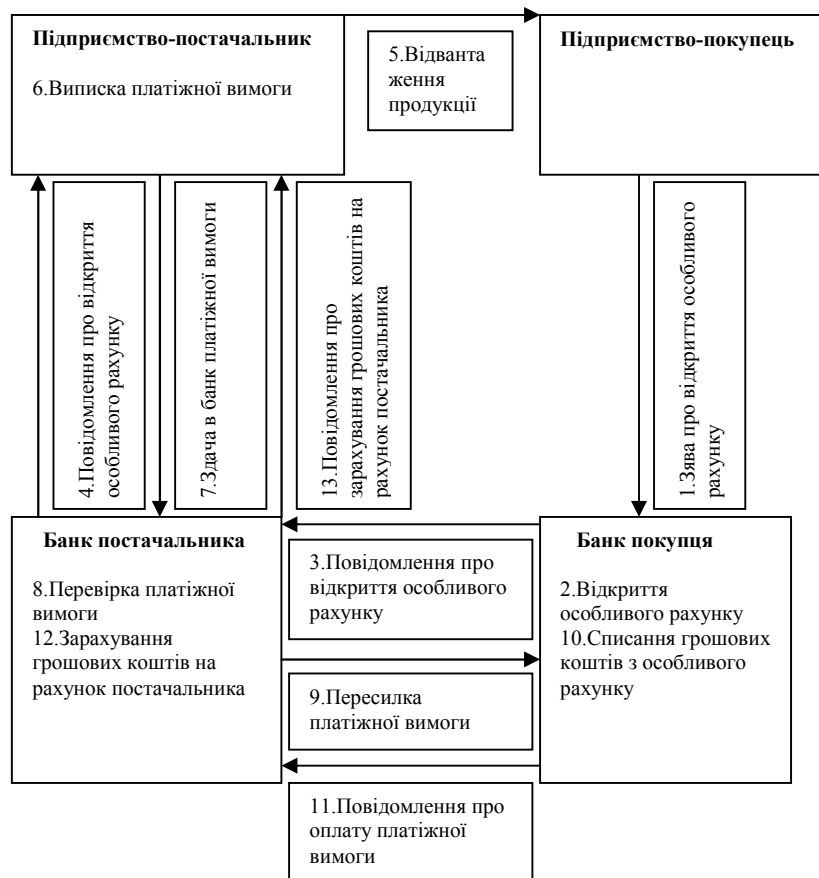 Підприємство-постачальник
6.Виписка платіжної вимоги
5.Відванта
ження
продукції
Підприємство-покупець
4.Повідомлення про відкриття
особливого рахунку
7.Здача в банк платіжної вимоги
13.Повідомлення про
зарахування грошових коштів на
рахунок постачальника
1.Зява про відкриття особливого
рахунку
Банк постачальника
8.Перевірка платіжної
вимоги
12.Зарахування
грошових коштів на
рахунок постачальника
3.Повідомлення про
відкриття особливого
рахунку
9.Пересилка
платіжної вимоги
11.Повідомлення про
оплату платіжної
вимоги
Банк покупця
2.Відкриття
особливого рахунку
10.Списання грошових
коштів з особливого
рахунку